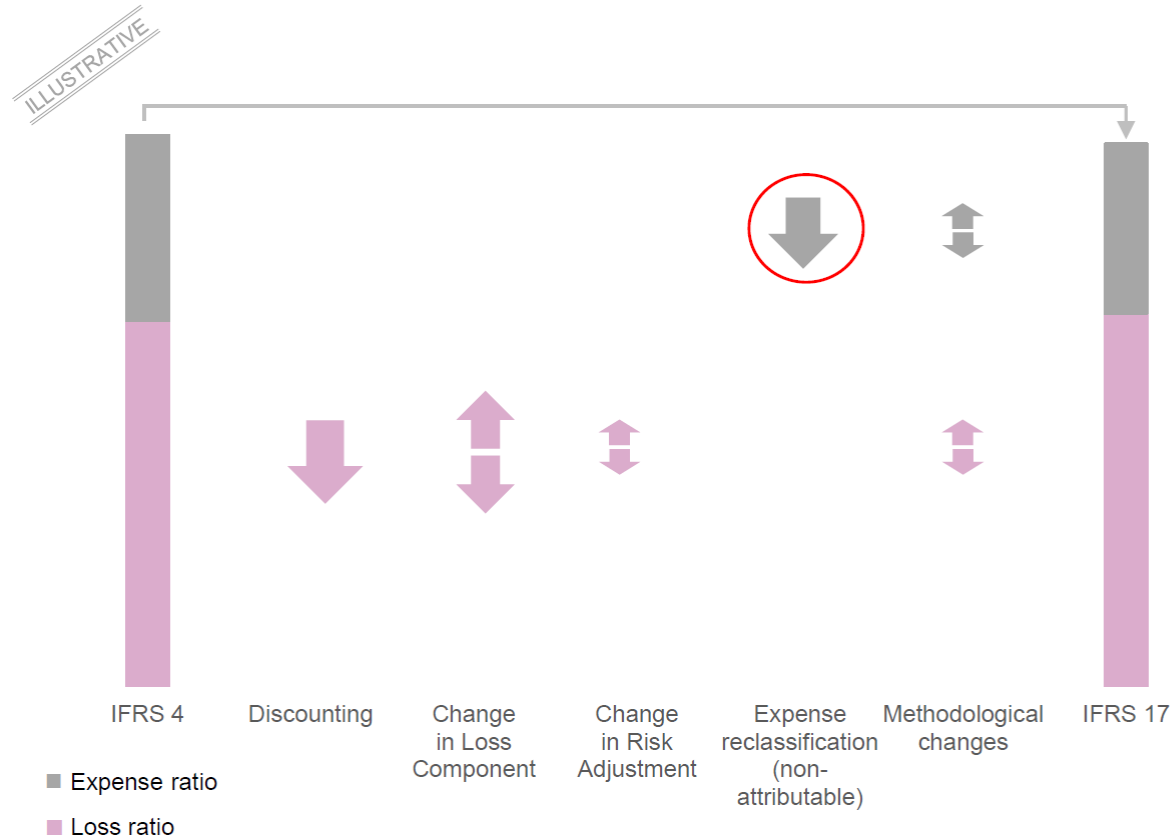 ILLUSTRATIVE
IFRS 4
Discounting
Change
in Loss
Component
Change
in Risk
Adjustment
Expense
reclassification
(non-
attributable)
Methodological
changes
IFRS 17
Expense ratio
Loss ratio